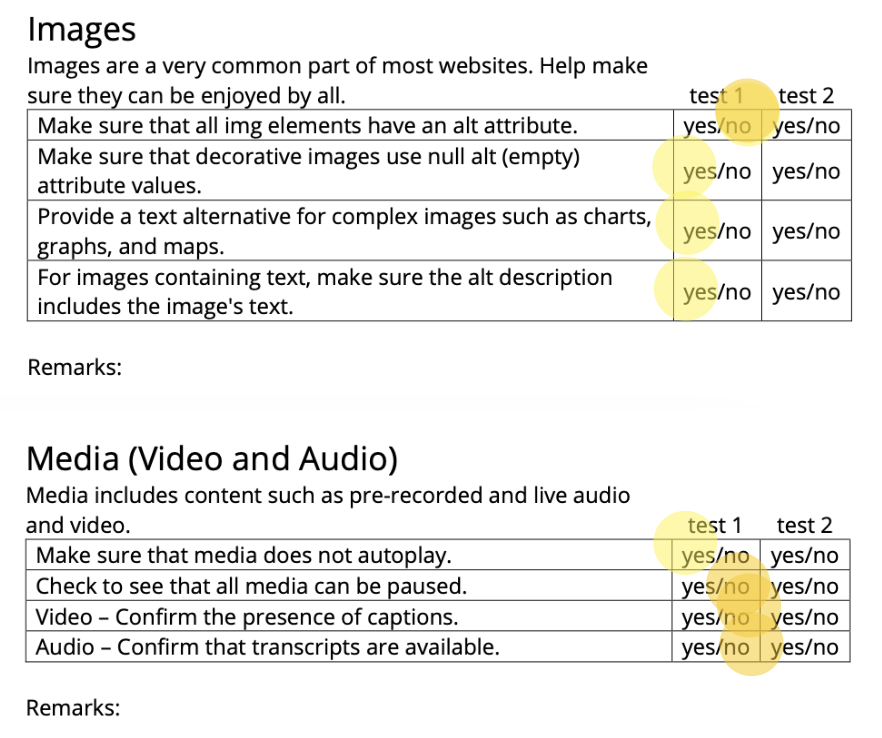 Images
Images are a very common part of most websites. Help make
sure they can be enjoyed by all. test 1 test 2
Make sure that all img elements have an alt attribute. yes/no yes/no
Make sure that decorative images use null alt (empty)
attribute values. yes/no yes/no
Provide a text alternative for complex images such as charts,
graphs, and maps. yes/no yes/no
For images containing text, make sure the alt description
includes the image's text. yes/no yes/no
Remarks:
Media (Video and Audio)
Media includes content such as pre-recorded and live audio
and video. test 1 test 2
Make sure that media does not autoplay. yes/no yes/no
Check to see that all media can be paused. yes/no yes/no
Video – Confirm the presence of captions. yes/no yes/no
Audio – Confirm that transcripts are available. yes/no yes/no
Remarks: